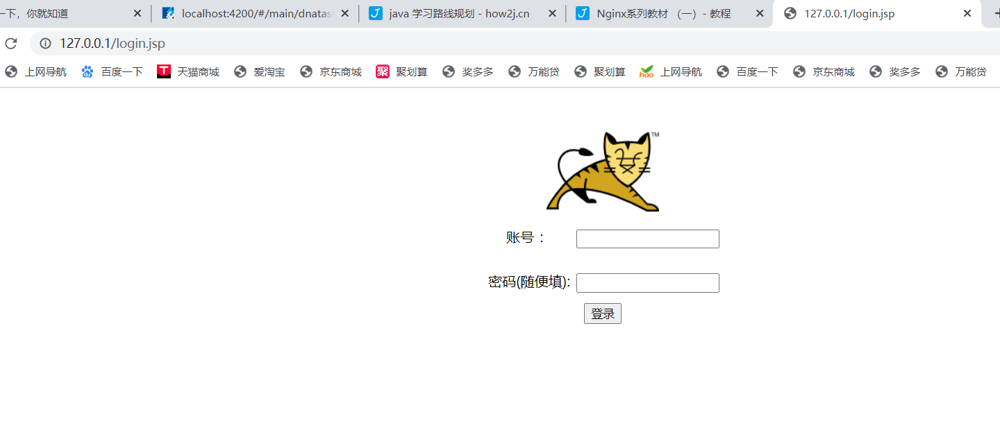 一下，你就知道
localhost:4200/#/main/dnatas
java 学习路线规划 - how2j.cn
Nginx系列教材 （一）- 教程
127.0.0.1/login.jsp
127.0.0.1/login.jsp
上网导航
百度一下
T
天猫商城
爱淘宝
京东商城
聚
聚划算
奖多多
万能贷
聚划算
hao
上网导航
百度一下
京东商城
奖多多
万能贷
TM
账号 ：
密码(随便填):
登录